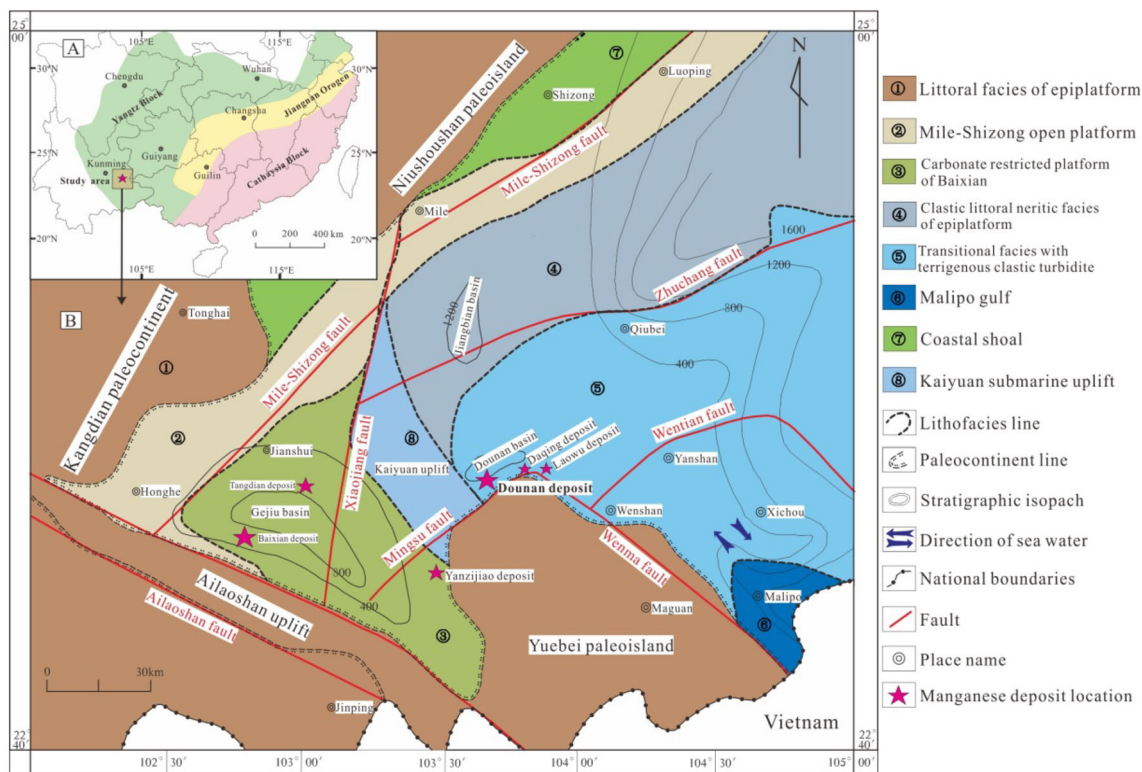 25°
00′
A
105°E
115°E
30°N
30°N
Chengdu
Wuhan
Yangtz Block
Jiangnan Orogen
Changsha
25°N
25°N
Kunming
Guiyang
Guilin
Cathaysia Block
Study area
20°N
20°N
0 200 400 km
105°E
115°E
B
N
Niushoushan paleoisland
⑦
Shizong
Luoping
Mile-Shizong fault
Mile
1600
1200
Zhuchang fault
④
800
Kangdian paleocontinent
Tonghai
①
Jiangbian basin
1200
Qiubei
400
Mile-Shizong fault
⑤
②
Jianshui
Xiaojiang fault
⑧
Kaiyuan uplift
Dounan basin
Daqing deposit
Laowu deposit
Wentian fault
Yanshan
Honghe
Tangdian deposit
Dounan deposit
Gejiu basin
Wenshan
Xichou
Baixian deposit
Mingsu fault
Wenma fault
800
Yanzijiao deposit
400
Ailaoshan uplift
Ailaoshan fault
Malipo
Maguan
⑥
③
Yuebei paleoisland
0 30km
Jinping
Vietnam
22°
40′
25°
00′
22°
40′
102°30′
103°00′
103°30′
104°00′
104°30′
105°00′
① Littoral facies of epiplatform
② Mile-Shizong open platform
③ Carbonate restricted platform
of Baixian
④ Clastic littoral neritic facies
of epiplatform
⑤ Transitional facies with
terrigenous clastic turbidite
⑥ Malipo gulf
⑦ Coastal shoal
⑧ Kaiyuan submarine uplift
Lithofacies line
Paleocontinent line
Stratigraphic isopach
Direction of sea water
National boundaries
Fault
Place name
Manganese deposit location